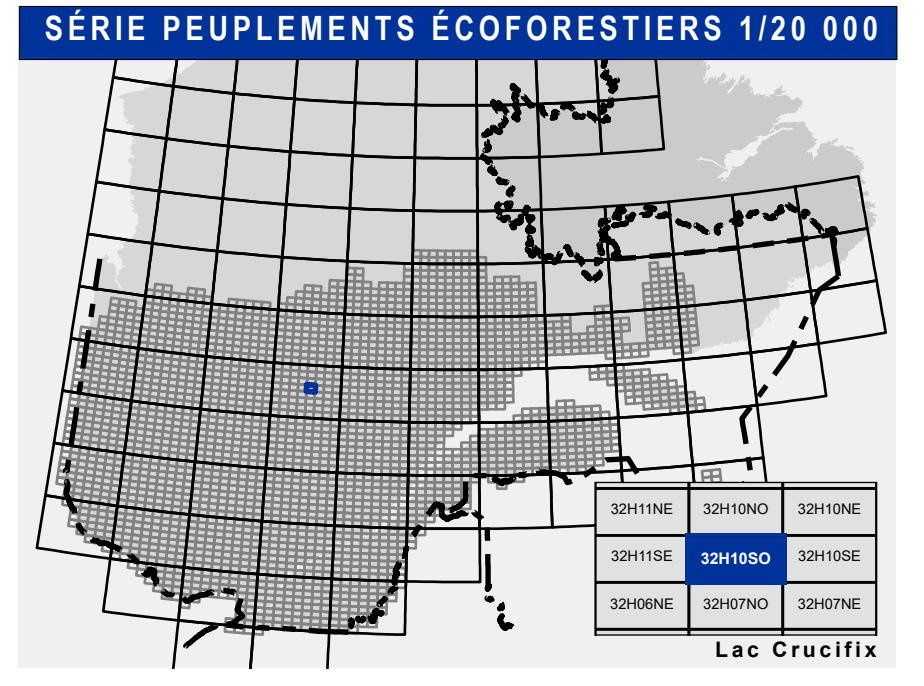 SÉRIE PEUPLEMENTS ÉCOFORESTIERS 1/20 000
32H11NE 32H10NO 32H10NE
32H11SE 32H10SO 32H10SE
32H06NE 32H07NO 32H07NE
Lac Crucifix